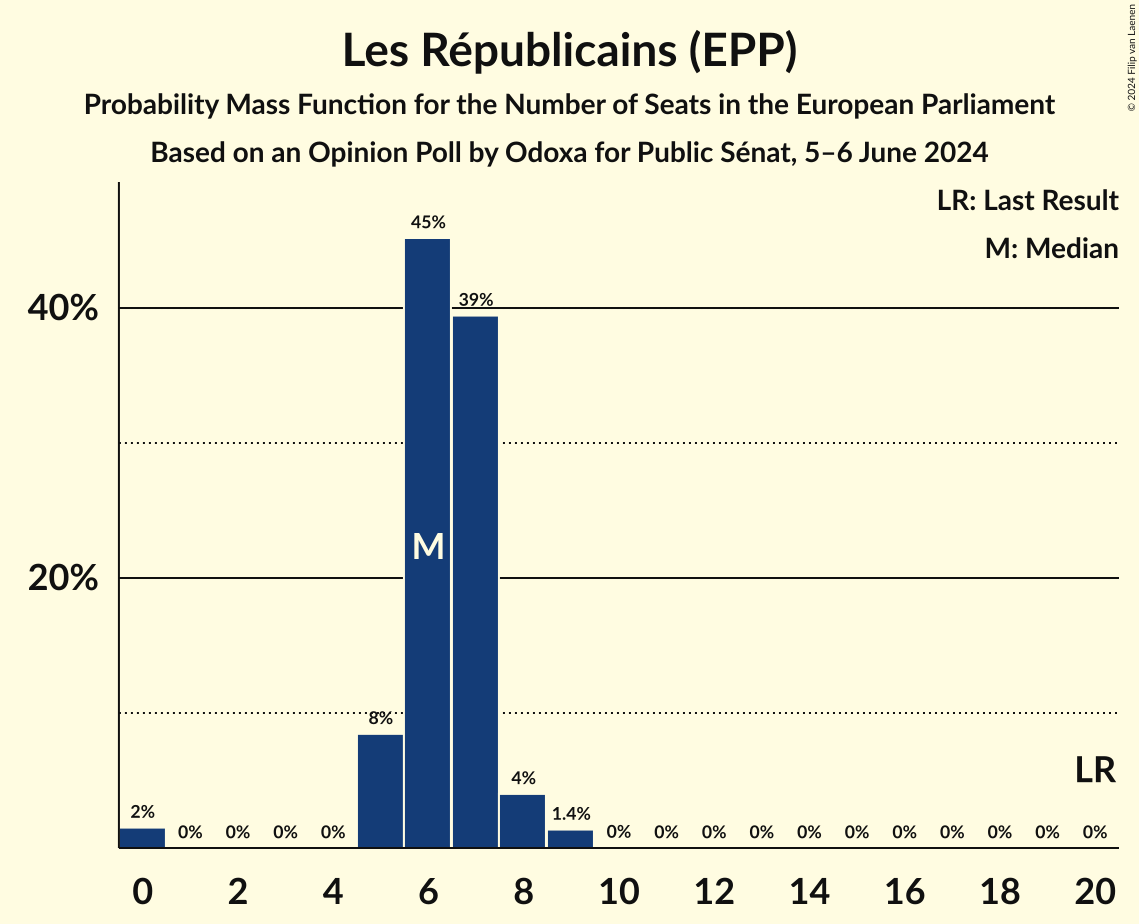 Les Républicains (EPP)
Probability Mass Function for the Number of Seats in the European Parliament
Based on an Opinion Poll by Odoxa for Public Sénat, 5–6 June 2024
© 2024 Filip van Laenen
LR: Last Result
M: Median
40%
20%
2% 0% 0% 0% 0% 8% 45% 39% 4% 1.4% 0% 0% 0% 0% 0% 0% 0% 0% 0% 0% 0%
M
LR
0 2 4 6 8 10 12 14 16 18 20